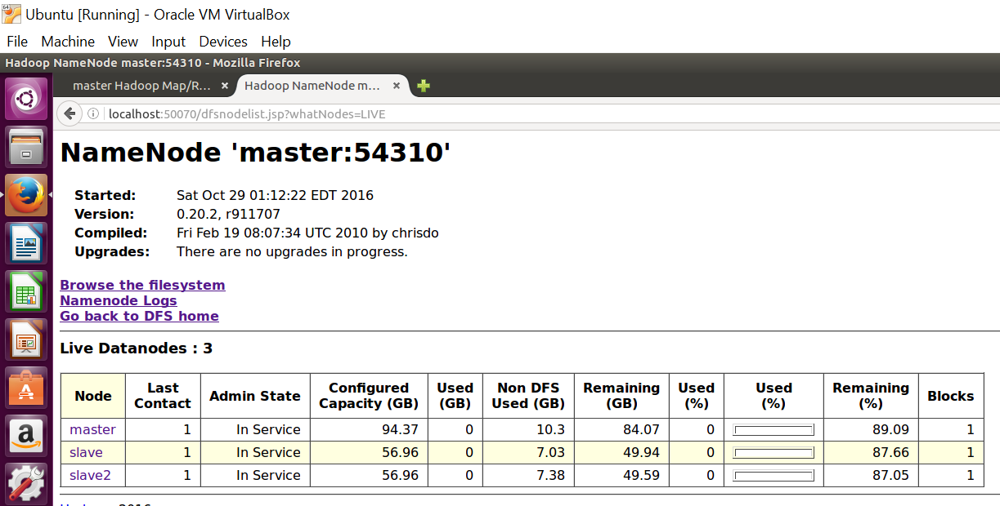 Ubuntu [Running] - Oracle VM VirtualBox
File Machine View Input Devices Help
Hadoop NameNode master:54310 - Mozilla Firefox
master Hadoop Map/R... × Hadoop NameNode m... ×
localhost:50070/dfsnodelist.jsp?whatNodes=LIVE
NameNode 'master:54310'
Started: Sat Oct 29 01:12:22 EDT 2016
Version: 0.20.2, r911707
Compiled: Fri Feb 19 08:07:34 UTC 2010 by chrisdo
Upgrades: There are no upgrades in progress.
Browse the filesystem
Namenode Logs
Go back to DFS home
Live Datanodes : 3
Node Last Contact Admin State Configured Capacity (GB) Used (GB) Non DFS Used (GB) Remaining (GB) Used (%) Used (%) Remaining (%) Blocks
master 1 In Service 94.37 0 10.3 84.07 0 89.09 1
slave 1 In Service 56.96 0 7.03 49.94 0 87.66 1
slave2 1 In Service 56.96 0 7.38 49.59 0 87.05 1